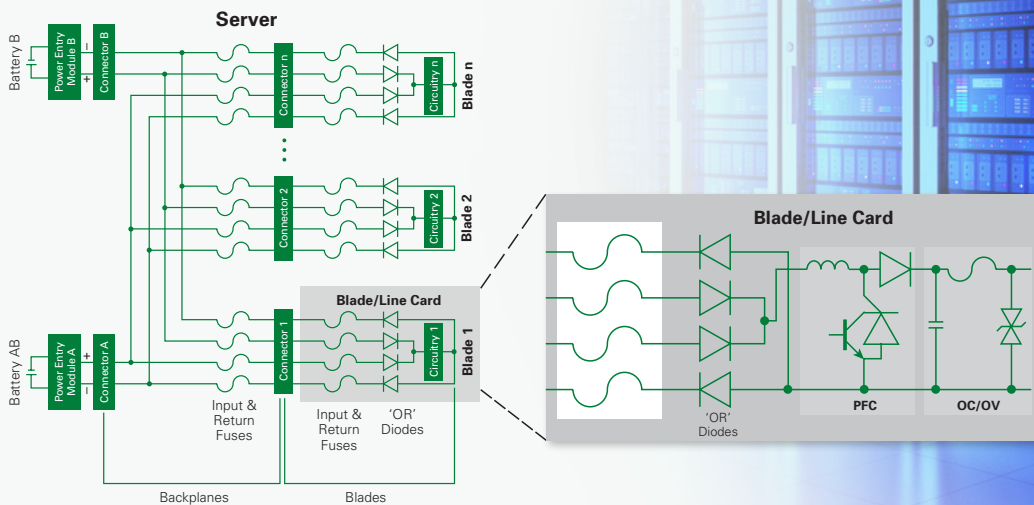 Server
Battery B
Power Entry
Module B
–
+
Connector B
Connector n
Circuitry n
Blade n
Connector 2
Circuitry 2
Blade 2
Blade/Line Card
Connector 1
Circuitry 1
Blade 1
Battery AB
Power Entry
Module A
+
–
Connector A
Input &
Return
Fuses
Input &
Return
Fuses
'OR'
Diodes
Backplanes
Blades
Blade/Line Card
'OR'
Diodes
PFC
OC/OV